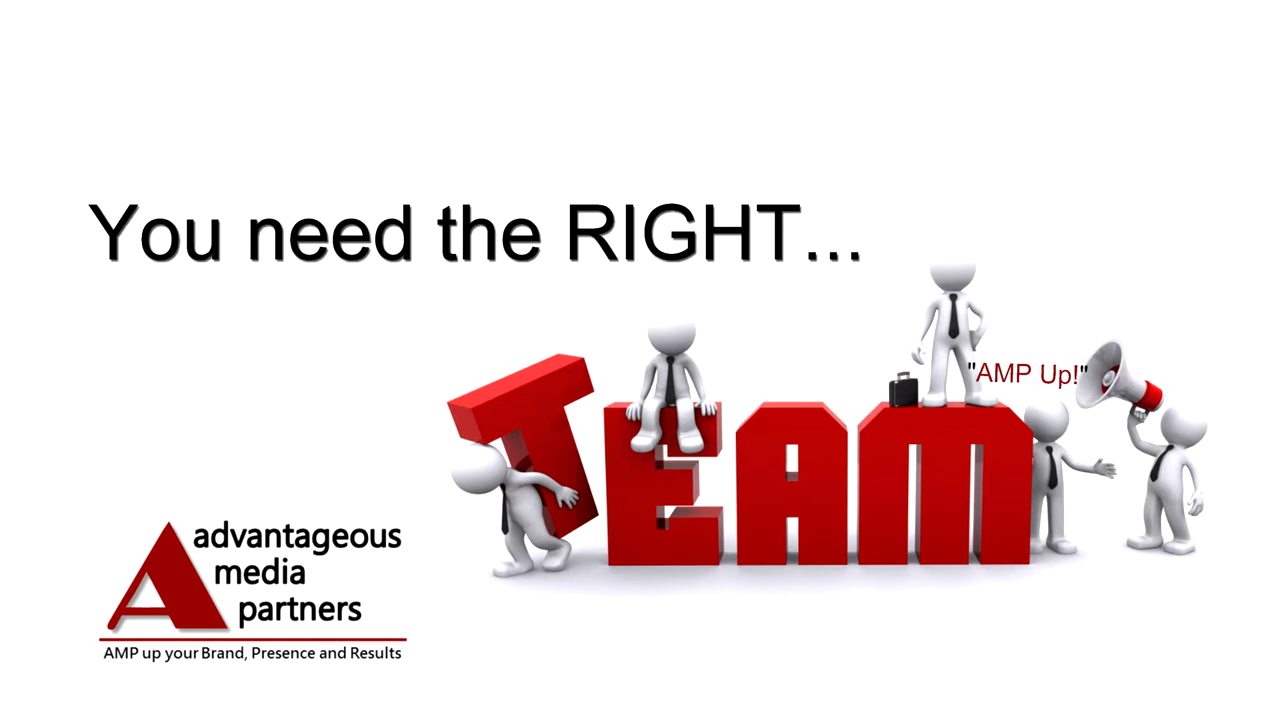 You need the RIGHT...
TEAM
"AMP Up!"
advantageous
media
partners
AMP up your Brand, Presence and Results